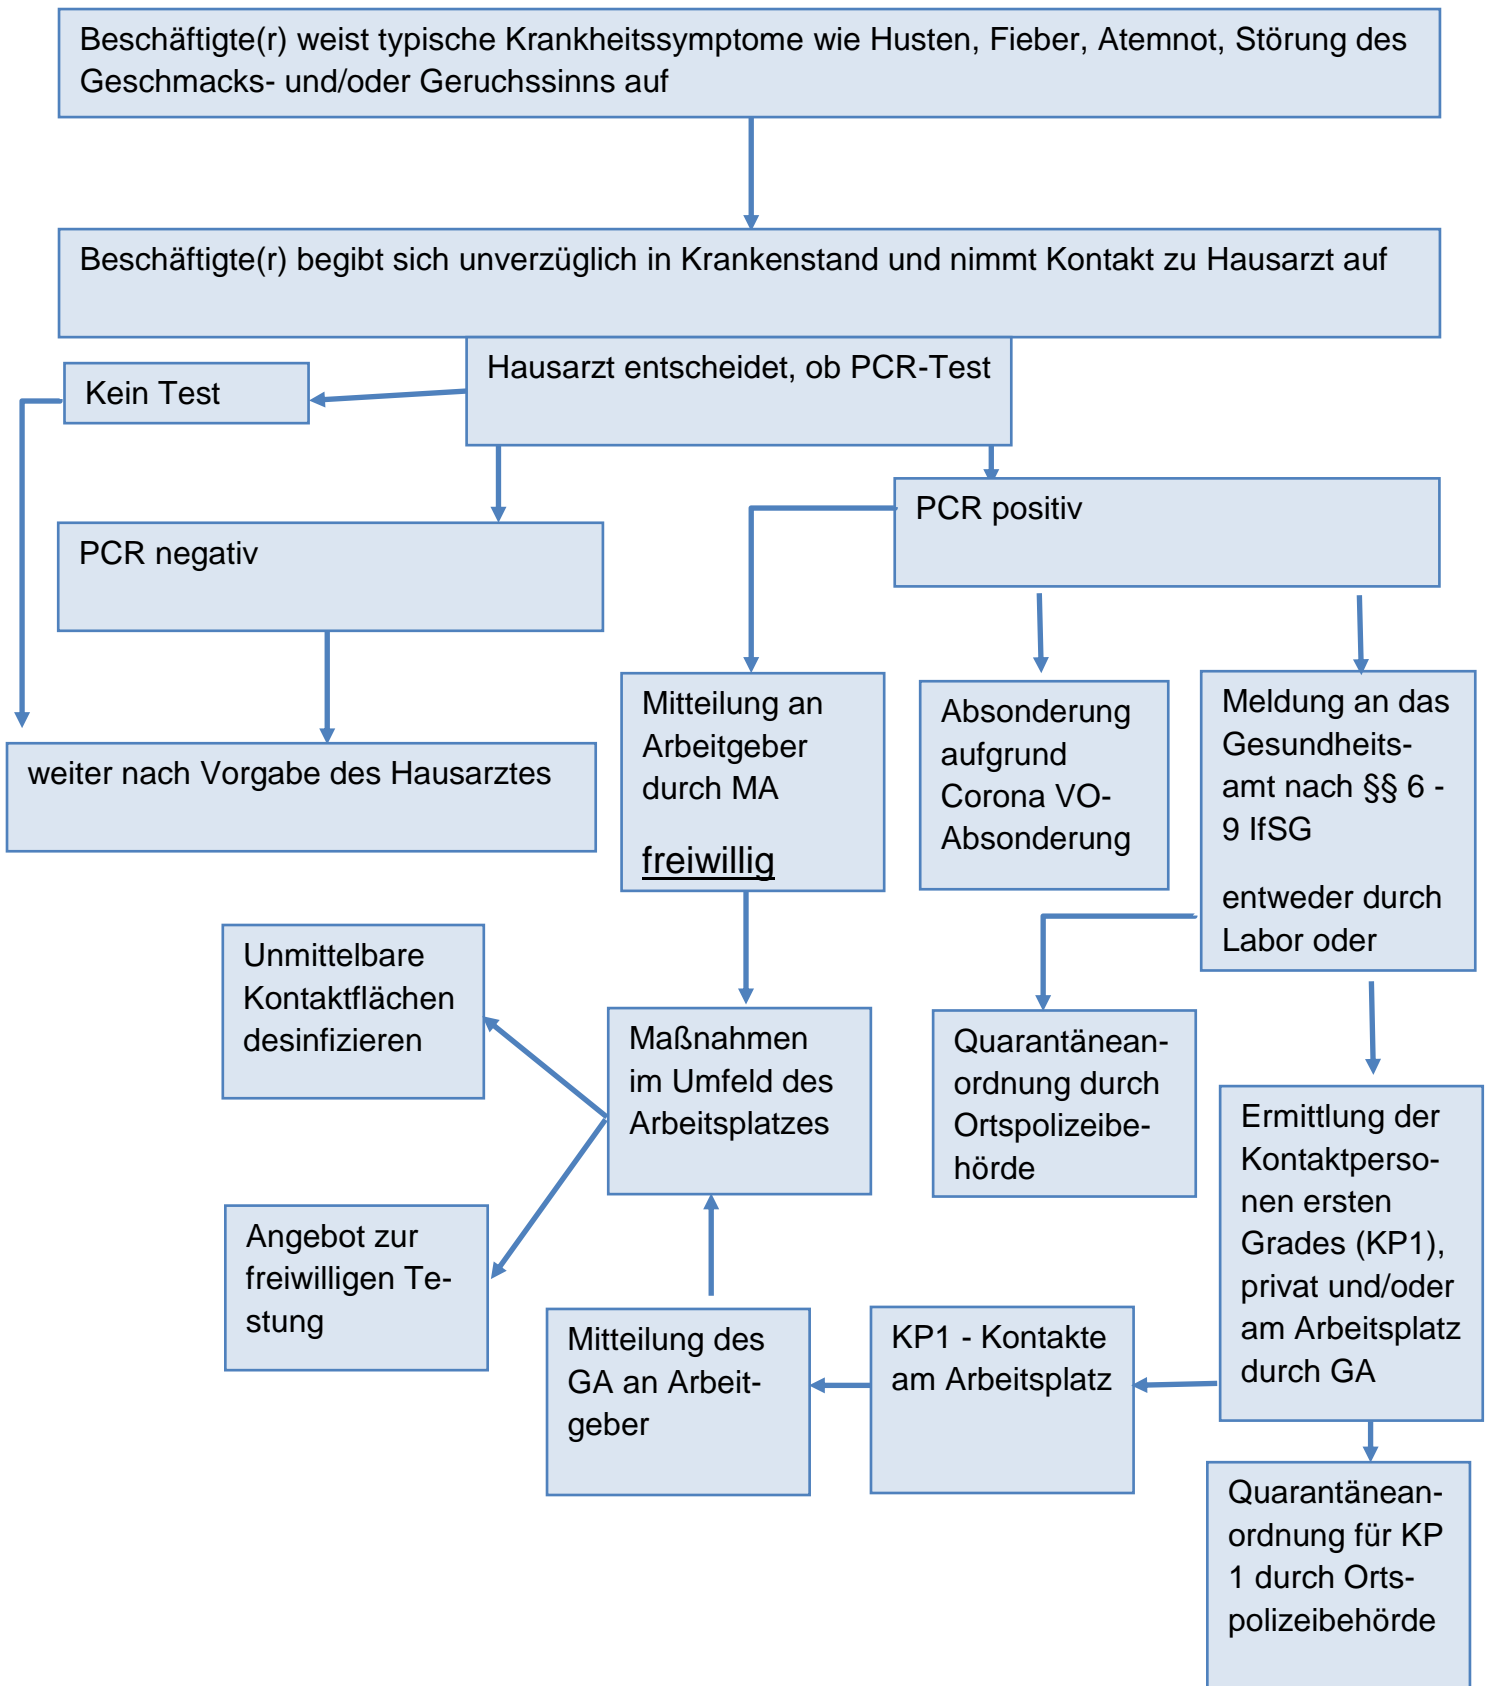 Beschäftigte(r) weist typische Krankheitssymptome wie Husten, Fieber, Atemnot, Störung des
Geschmacks- und/oder Geruchssinns auf
Beschäftigte(r) begibt sich unverzüglich in Krankenstand und nimmt Kontakt zu Hausarzt auf
Hausarzt entscheidet, ob PCR-Test
Kein Test
PCR positiv
PCR negativ
weiter nach Vorgabe des Hausarztes
Mitteilung an
Arbeitgeber
durch MA
freiwillig
Absonderung
aufgrund
Corona VO-
Absonderung
Meldung an das
Gesundheits-
amt nach §§ 6 -
9 IfSG
entweder durch
Labor oder
Unmittelbare
Kontaktflächen
desinfizieren
Maßnahmen
im Umfeld des
Arbeitsplatzes
Quarantänean-
ordnung durch
Ortspolizeibe-
hörde
Ermittlung der
Kontaktperso-
nen ersten
Grades (KP1),
privat und/oder
am Arbeitsplatz
durch GA
Angebot zur
freiwilligen Te-
stung
Mitteilung des
GA an Arbeit-
geber
KP1 - Kontakte
am Arbeitsplatz
Quarantänean-
ordnung für KP
1 durch Orts-
polizeibehörde